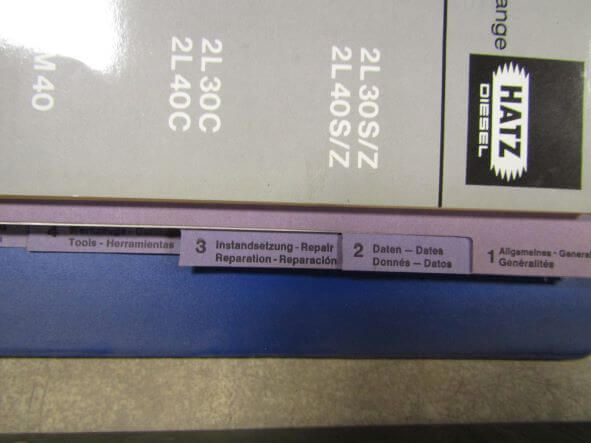 ange
HATZ
DIESEL
2L30S/Z
2L40S/Z
2L30C
2L40C
M40
4
Tools - Herramientas
3 Instandsetzung - Repair
Reparation - Reparación
2 Daten – Dates
Donnés – Datos
1 Allgemeines - General
Généralités